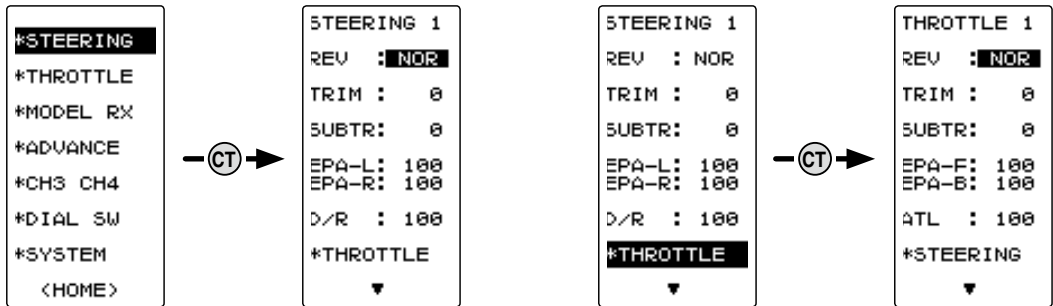 *STEERING
*THROTTLE
*MODEL RX
*ADVANCE
*CH3 CH4
*DIAL SW
*SYSTEM
<HOME>
CT
STEERING 1
REV : NOR
TRIM : 0
SUBTR: 0
EPA-L: 100
EPA-R: 100
D/R : 100
*THROTTLE
▼
STEERING 1
REV : NOR
TRIM : 0
SUBTR: 0
EPA-L: 100
EPA-R: 100
D/R : 100
*THROTTLE
▼
CT
THROTTLE 1
REV : NOR
TRIM : 0
SUBTR: 0
EPA-F: 100
EPA-B: 100
ATL : 100
*STEERING
▼